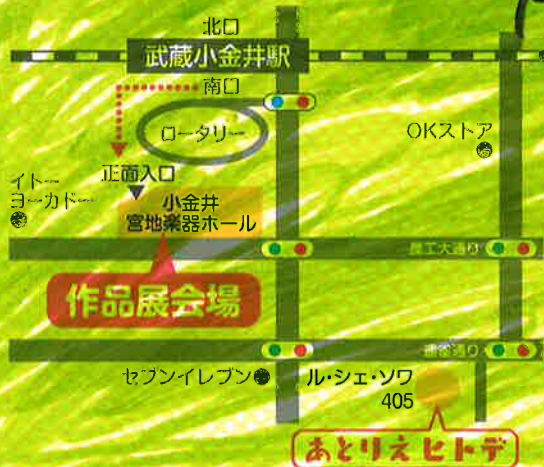 北口
武蔵小金井駅
南口
ロータリー
OKストア
イトー
ヨーカドー
正面入口
小金井
宮地楽器ホール
農工大通り
作品展会場
連雀通り
セブンイレブン
ル・シェ・ソワ
405
あとりえヒトデ